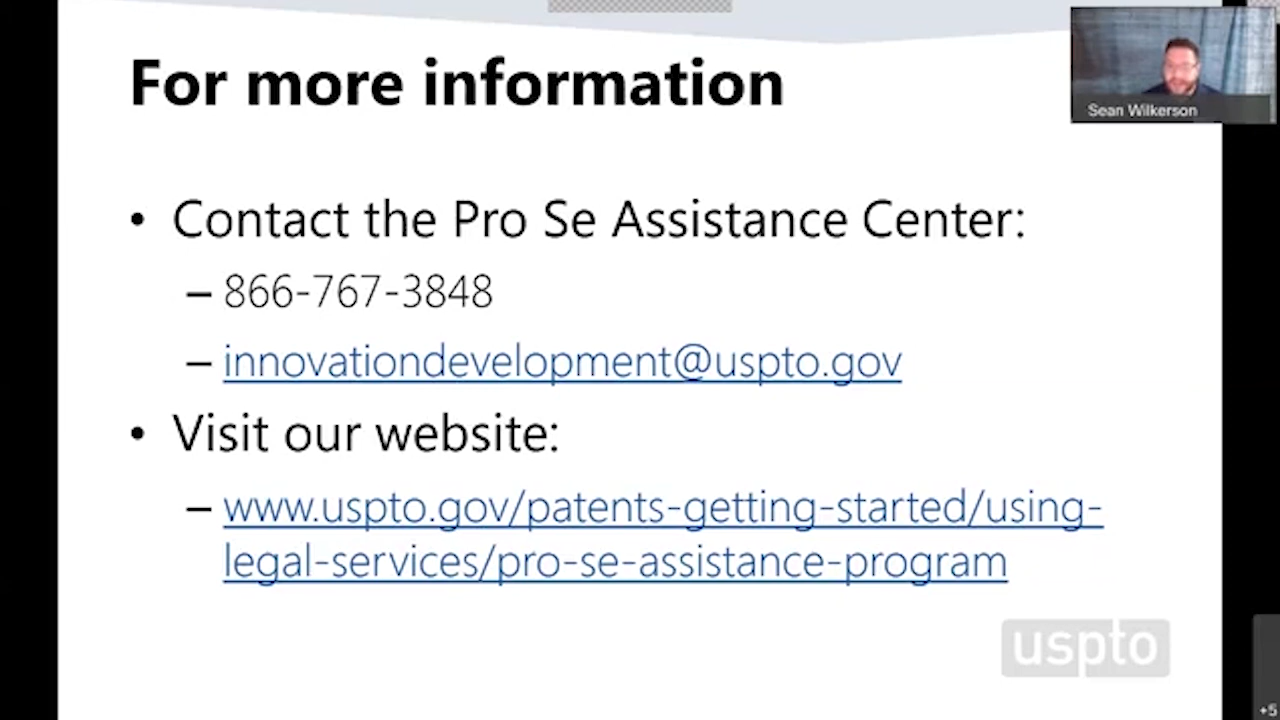 For more information
Sean Wilkerson
• Contact the Pro Se Assistance Center:
– 866-767-3848
– innovationdevelopment@uspto.gov
• Visit our website:
– www.uspto.gov/patents-getting-started/using-
legal-services/pro-se-assistance-program
uspto
+5